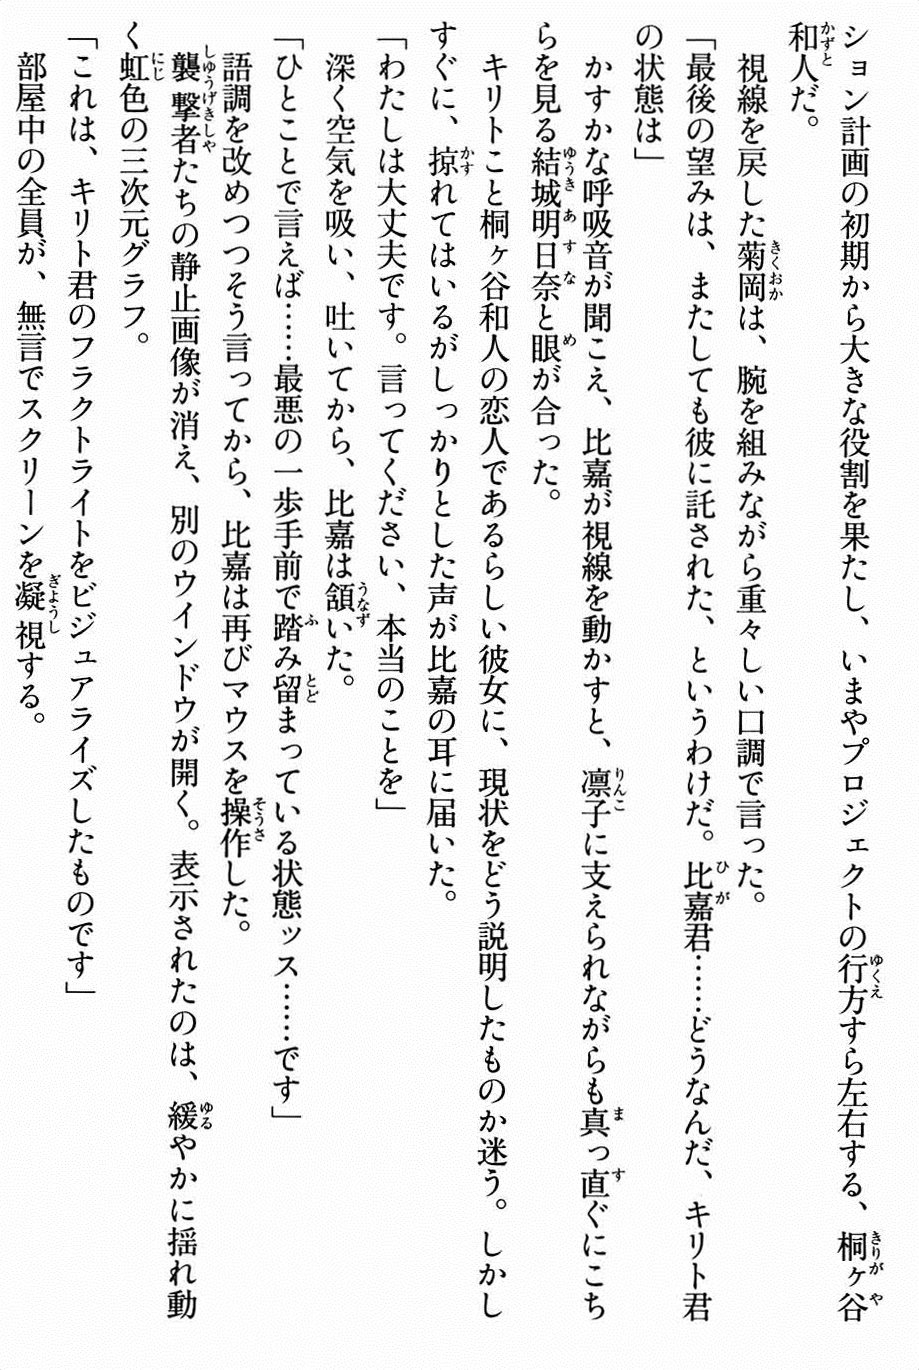 ション計画の初期から大きな役割を果たし、いまやプロジェクトの行方すら左右する、桐ヶ谷
和人だ。
視線を戻した菊岡は、腕を組みながら重々しい口調で言った。
「最後の望みは、またしても彼に託された、というわけだ。比嘉君……どうなんだ、キリト君
の状態は」
かすかな呼吸音が聞こえ、比嘉が視線を動かすと、凛子に支えられながらも真っ直ぐにこち
らを見る結城明日奈と眼が合った。
キリトこと桐ヶ谷和人の恋人であるらしい彼女に、現状をどう説明したものか迷う。しかし
すぐに、掠れてはいるがしっかりとした声が比嘉の耳に届いた。
「わたしは大丈夫です。言ってください、本当のことを」
深く空気を吸い、吐いてから、比嘉は頷いた。
「ひとことで言えば……最悪の一歩手前で踏み留まっている状態ッス……です」
語調を改めつつそう言ってから、比嘉は再びマウスを操作した。
襲撃者たちの静止画像が消え、別のウインドウが開く。表示されたのは、緩やかに揺れ動
く虹色の三次元グラフ。
「これは、キリト君のフラクトライトをビジュアライズしたものです」
部屋中の全員が、無言でスクリーンを凝視する。